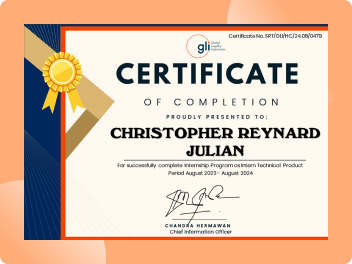 Certificate No. SRT/GLI/HC/24.08/0479
gli Global Loyalty Indonesia
CERTIFICATE
OF COMPLETION
PROUDLY PRESENTED TO:
CHRISTOPHER REYNARD
JULIAN
For successfully complete Internship Program as Intern Technical Product
Period August 2023 - August 2024
CHANDRA HERMAWAN
Chief Information Officer